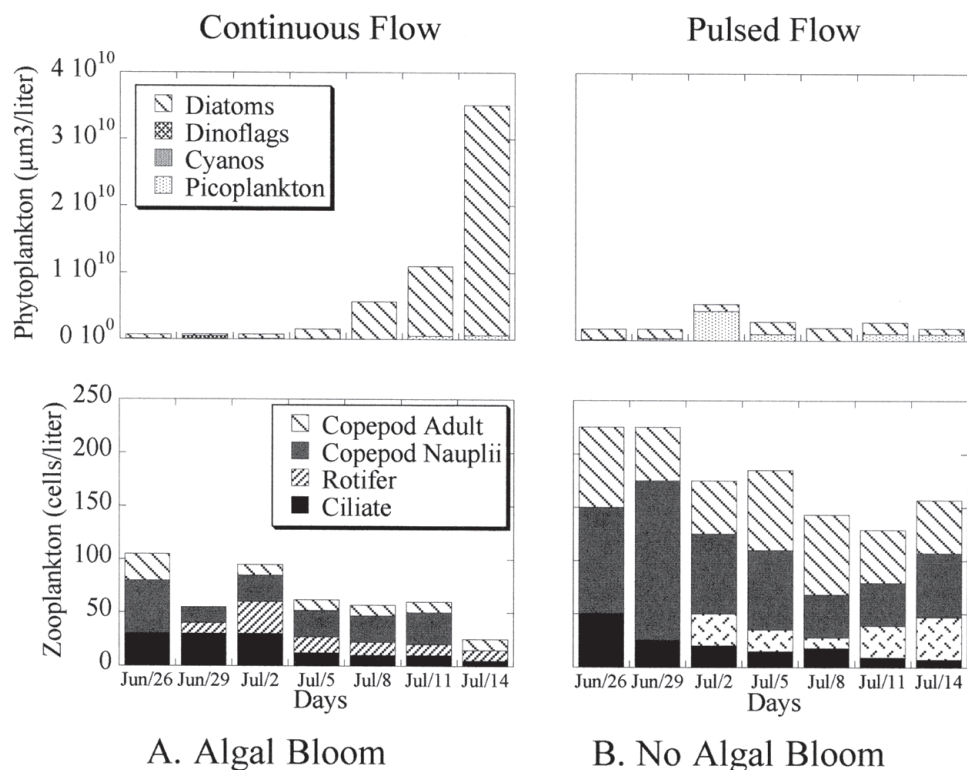 Continuous Flow
Pulsed Flow
Phytoplankton (µm3/liter)
4 10¹⁰
3 10¹⁰
2 10¹⁰
1 10¹⁰
0 10⁰
Diatoms
Dinoflags
Cyanos
Picoplankton
Zooplankton (cells/liter)
250
200
150
100
50
0
Copepod Adult
Copepod Nauplii
Rotifer
Ciliate
Jun/26 Jun/29 Jul/2 Jul/5 Jul/8 Jul/11 Jul/14
Days
Jun/26 Jun/29 Jul/2 Jul/5 Jul/8 Jul/11 Jul/14
Days
A. Algal Bloom
B. No Algal Bloom